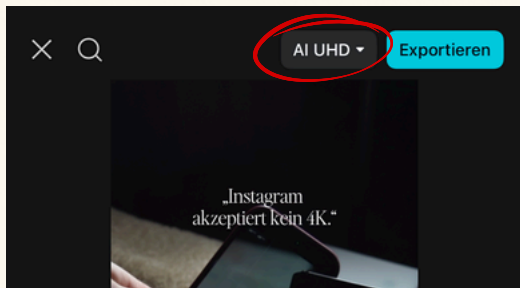 AI UHD
Exportieren
„Instagram
akzeptiert kein 4K.“